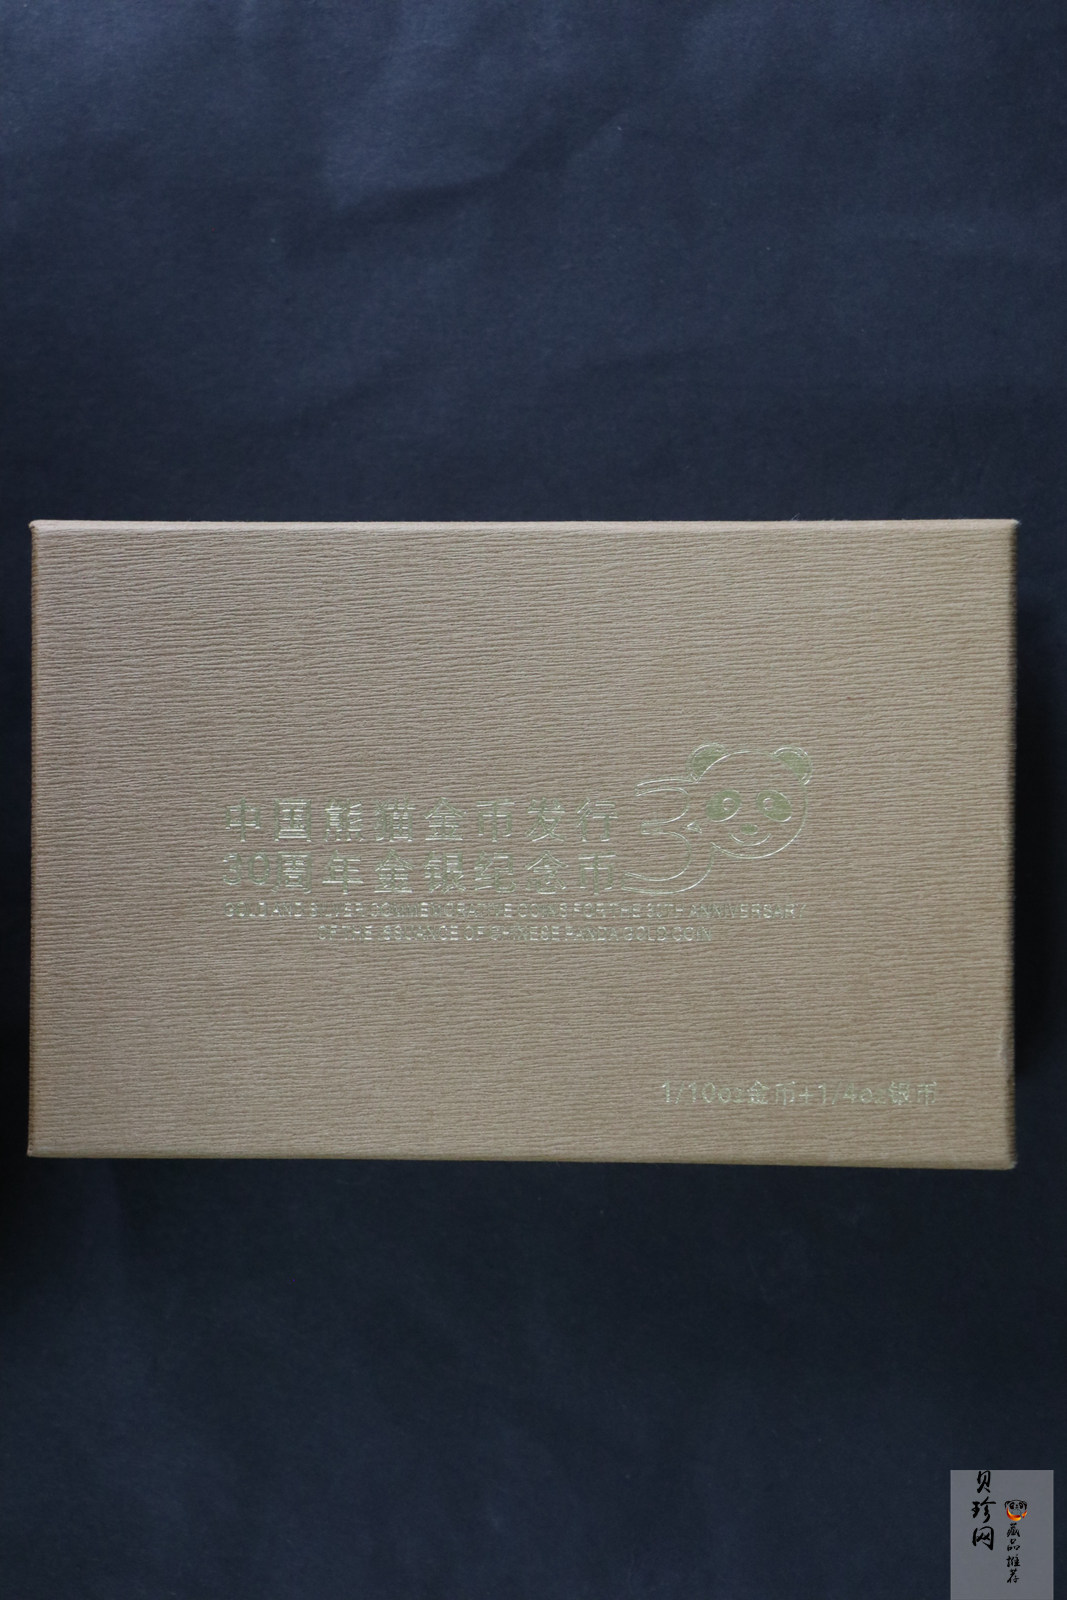 中国熊猫金币发行
30周年金银纪念币
GOLD AND SILVER COMMEMORATIVE COINS FOR THE 30TH ANNIVERSARY
OF THE ISSUANCE OF CHINESE PANDA GOLD COIN
1/10oz金币+1/4oz银币
贝珍网
藏品推荐